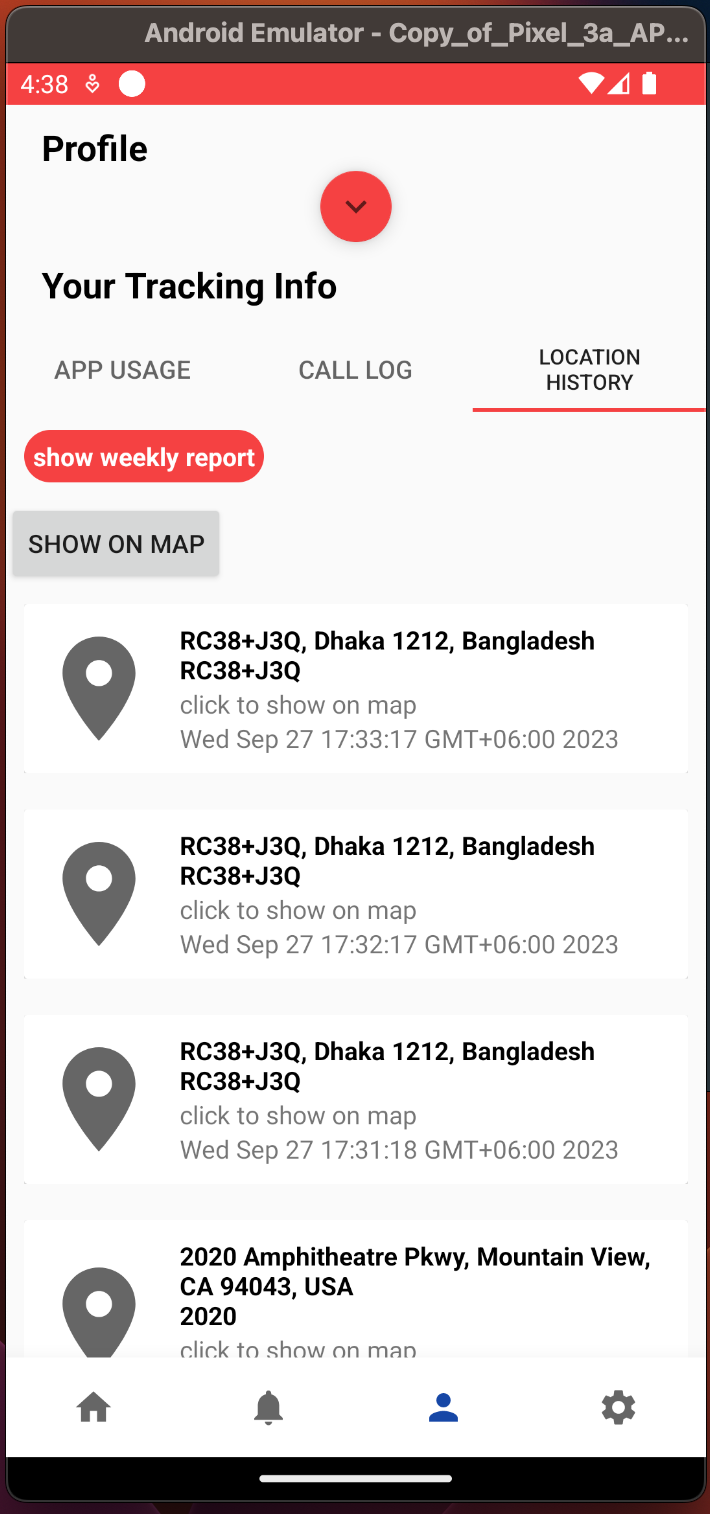 Android Emulator - Copy_of_Pixel_3a_AP...
4:38
Profile
Your Tracking Info
APP USAGE
CALL LOG
LOCATION
HISTORY
show weekly report
SHOW ON MAP
RC38+J3Q, Dhaka 1212, Bangladesh
RC38+J3Q
click to show on map
Wed Sep 27 17:33:17 GMT+06:00 2023
RC38+J3Q, Dhaka 1212, Bangladesh
RC38+J3Q
click to show on map
Wed Sep 27 17:32:17 GMT+06:00 2023
RC38+J3Q, Dhaka 1212, Bangladesh
RC38+J3Q
click to show on map
Wed Sep 27 17:31:18 GMT+06:00 2023
2020 Amphitheatre Pkwy, Mountain View,
CA 94043, USA
2020
click to show on map